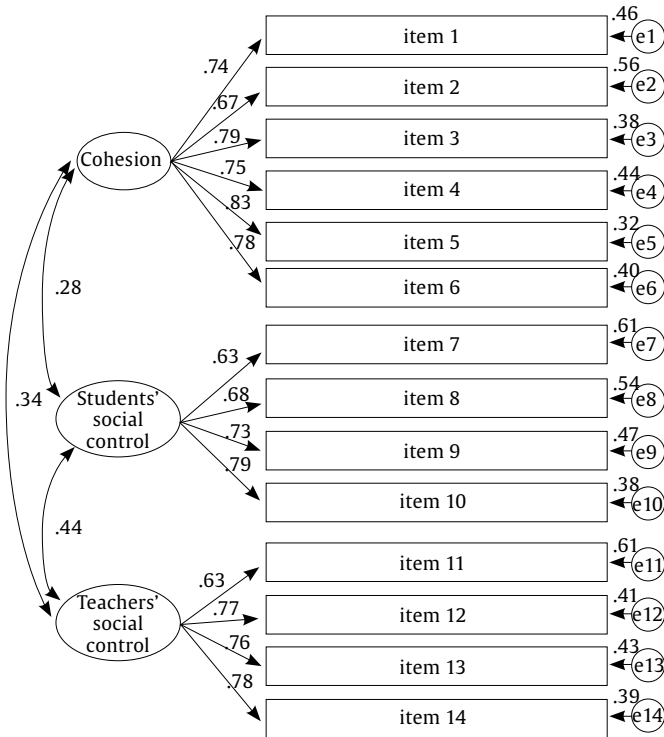 .46
item 1
e1
.74
.56
item 2
e2
.67
.38
item 3
e3
.79
Cohesion
.44
item 4
e4
.75
.32
item 5
e5
.83
.40
item 6
e6
.78
.28
.61
item 7
e7
.63
.54
item 8
e8
.68
Students'
social
control
.34
.47
item 9
e9
.73
.38
item 10
e10
.79
.44
.61
item 11
e11
.63
.41
item 12
e12
.77
Teachers'
social
control
.43
item 13
e13
.76
.39
item 14
e14
.78